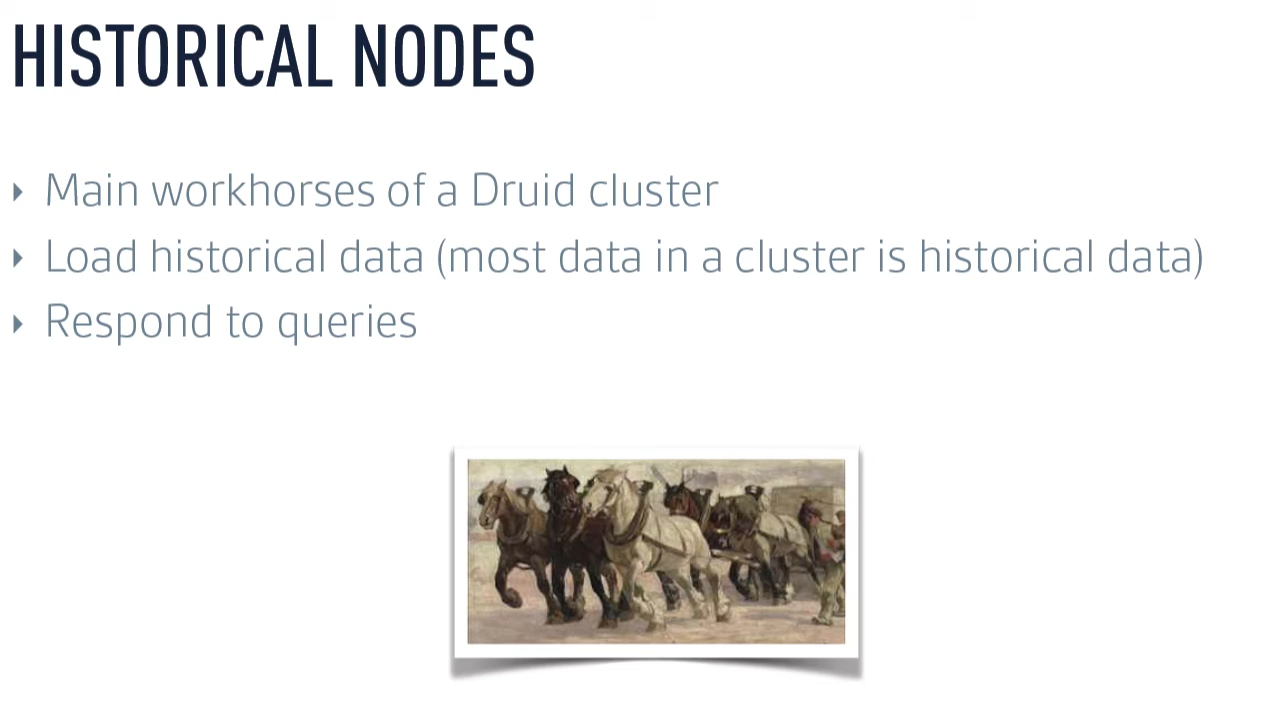 HISTORICAL NODES
Main workhorses of a Druid cluster
Load historical data (most data in a cluster is historical data)
Respond to queries